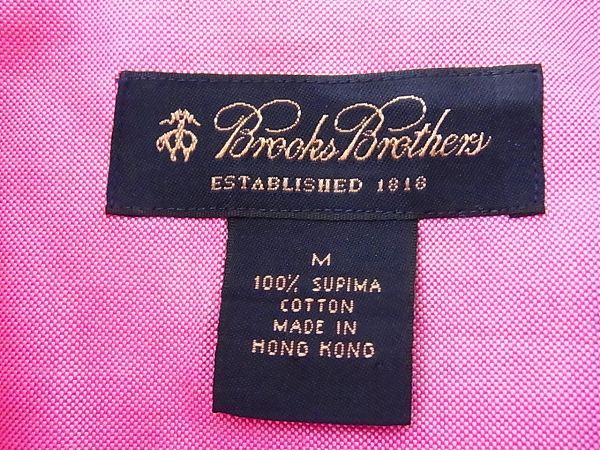 Brooks Brothers
ESTABLISHED 1818
M
100% SUPIMA
COTTON
MADE IN
HONG KONG